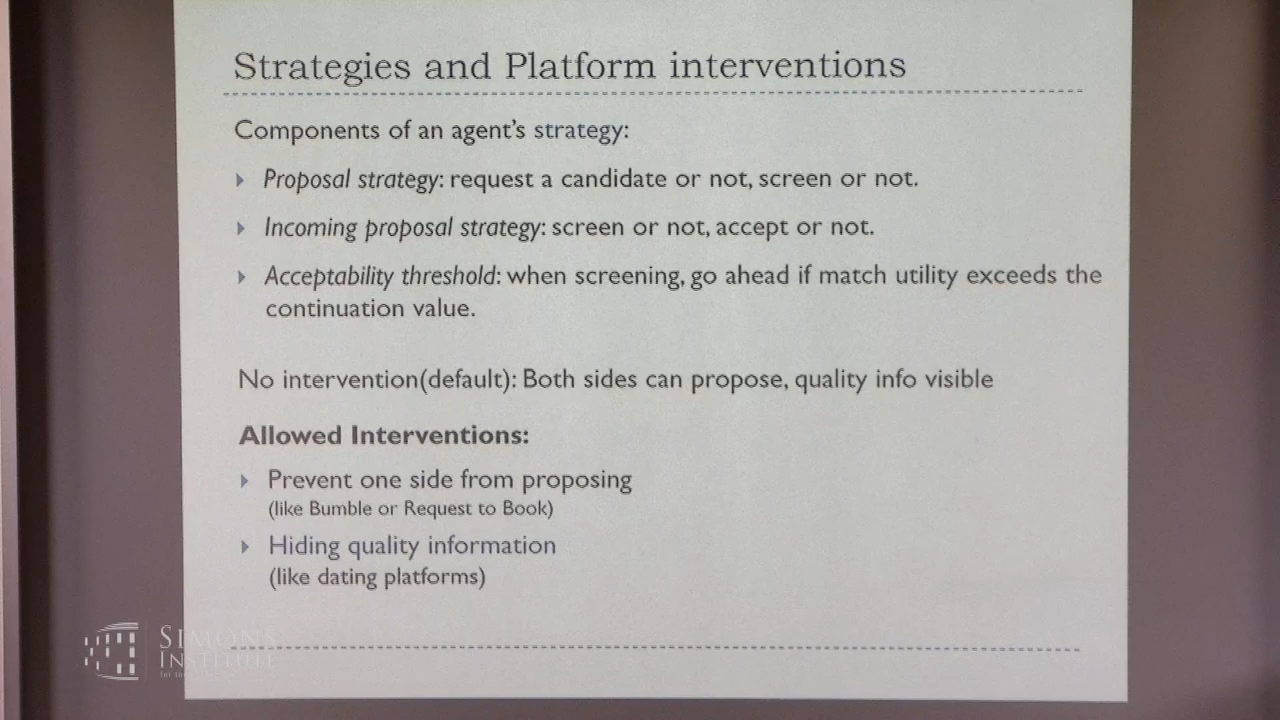 Strategies and Platform interventions
Components of an agent's strategy:
Proposal strategy: request a candidate or not, screen or not.
Incoming proposal strategy: screen or not, accept or not.
Acceptability threshold: when screening, go ahead if match utility exceeds the
continuation value.
No intervention(default): Both sides can propose, quality info visible
Allowed Interventions:
Prevent one side from proposing
(like Bumble or Request to Book)
Hiding quality information
(like dating platforms)
SIMONS
INSTITUTE